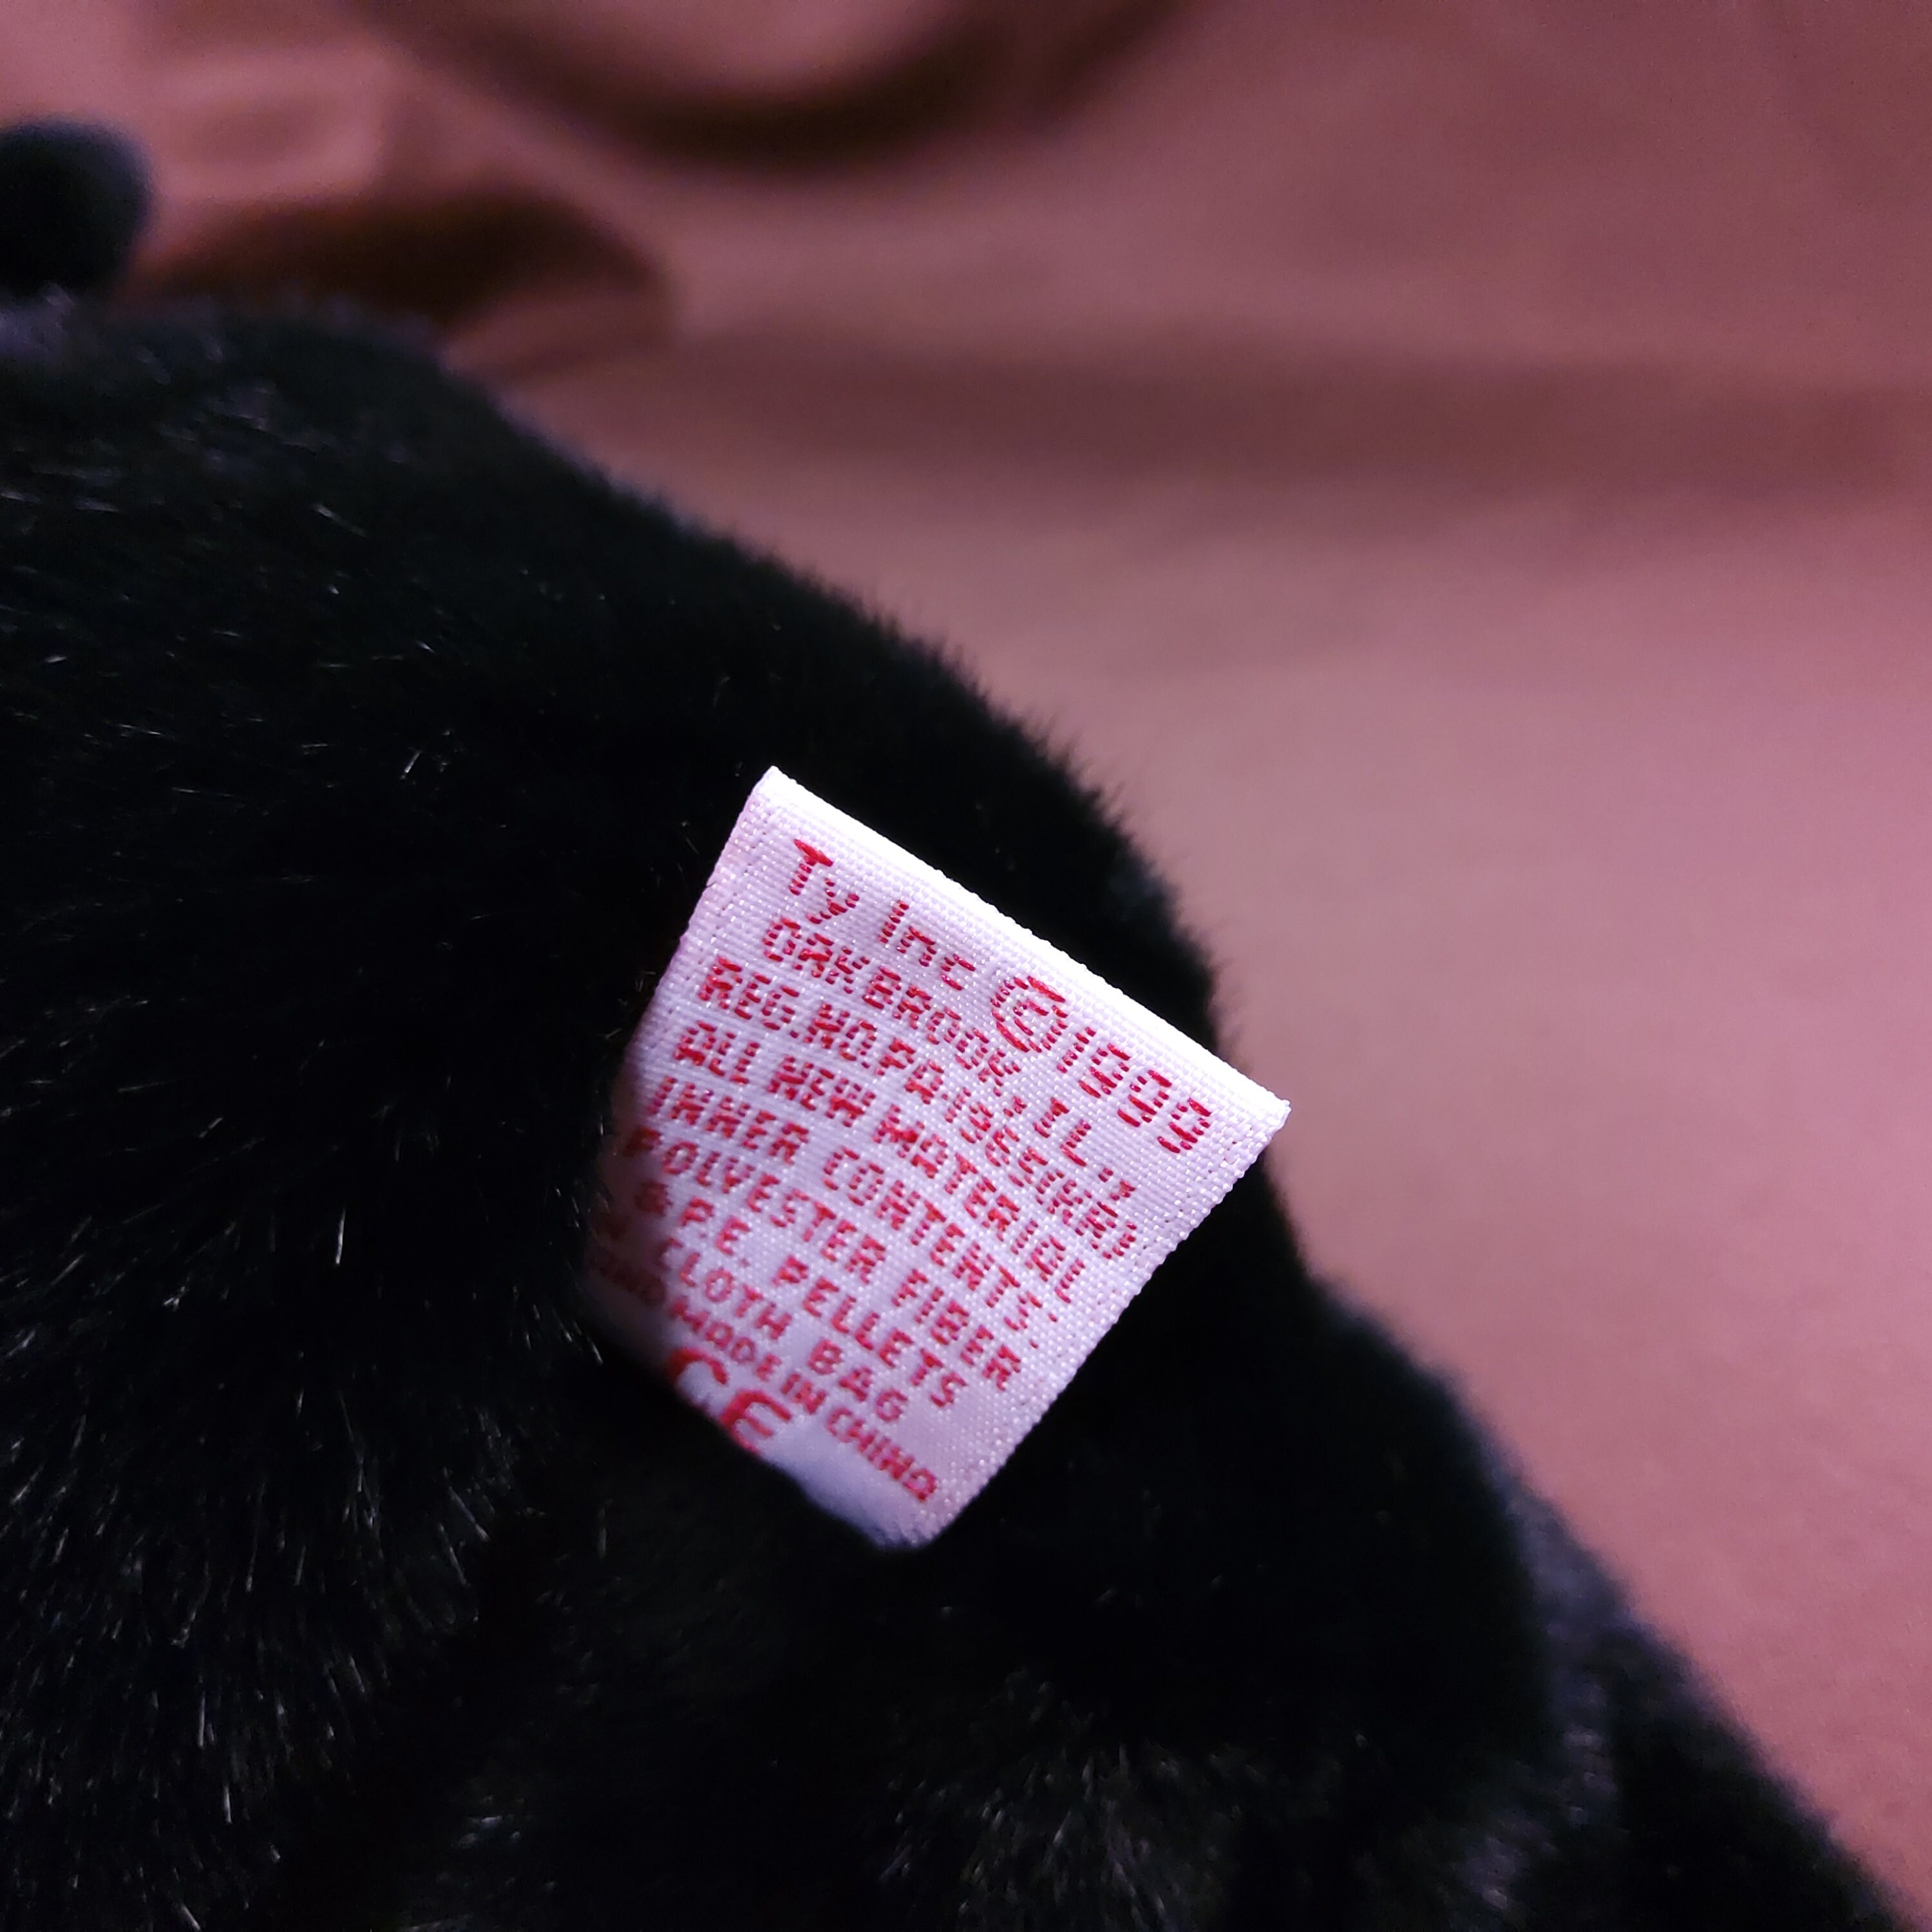 Ty Inc ©1999
OAKBROOK, IL,
REG.NO.PA.1965(KR)
ALL NEW MATERIAL
INNER CONTENTS:
POLYESTER FIBER
& P.E. PELLETS
CLOTH BAG
MADE IN CHINA
CE